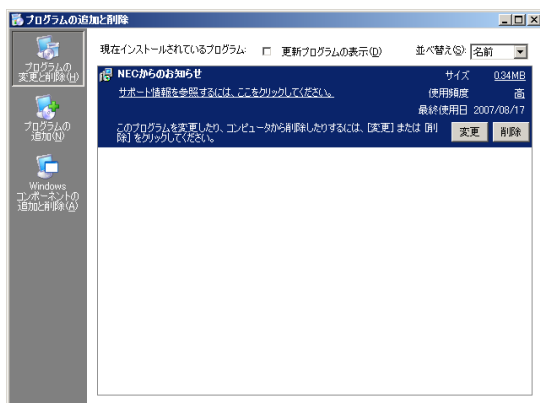 プログラムの追加と削除
現在インストールされているプログラム:
更新プログラムの表示(D)
並べ替え(S):
名前
プログラムの
変更と削除(H)
プログラムの
追加(N)
Windows
コンポーネントの
追加と削除(A)
NECからのお知らせ
サイズ 0.34MB
サポート情報を参照するには、ここをクリックしてください。
使用頻度 高
最終使用日 2007/08/17
このプログラムを変更したり、コンピュータから削除したりするには、[変更] または [削
除] をクリックしてください。
変更
削除